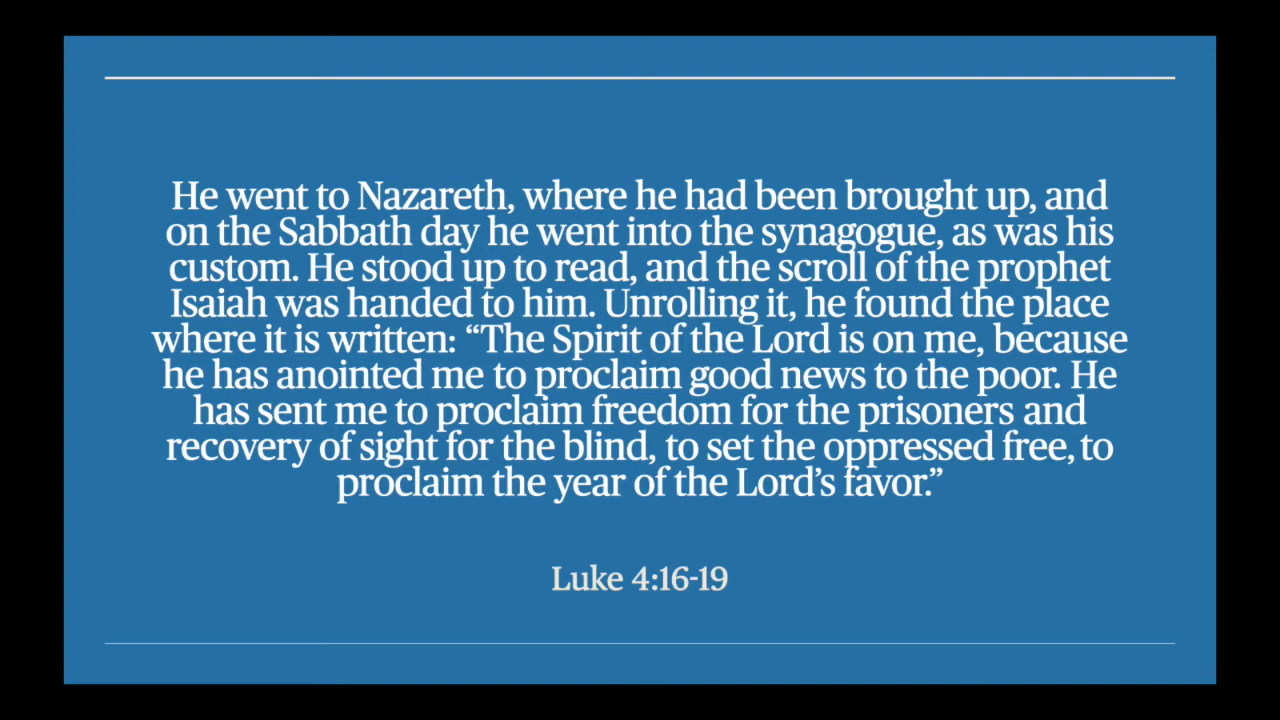 He went to Nazareth, where he had been brought up, and
on the Sabbath day he went into the synagogue, as was his
custom. He stood up to read, and the scroll of the prophet
Isaiah was handed to him. Unrolling it, he found the place
where it is written: “The Spirit of the Lord is on me, because
he has anointed me to proclaim good news to the poor. He
has sent me to proclaim freedom for the prisoners and
recovery of sight for the blind, to set the oppressed free, to
proclaim the year of the Lord’s favor.”
Luke 4:16-19